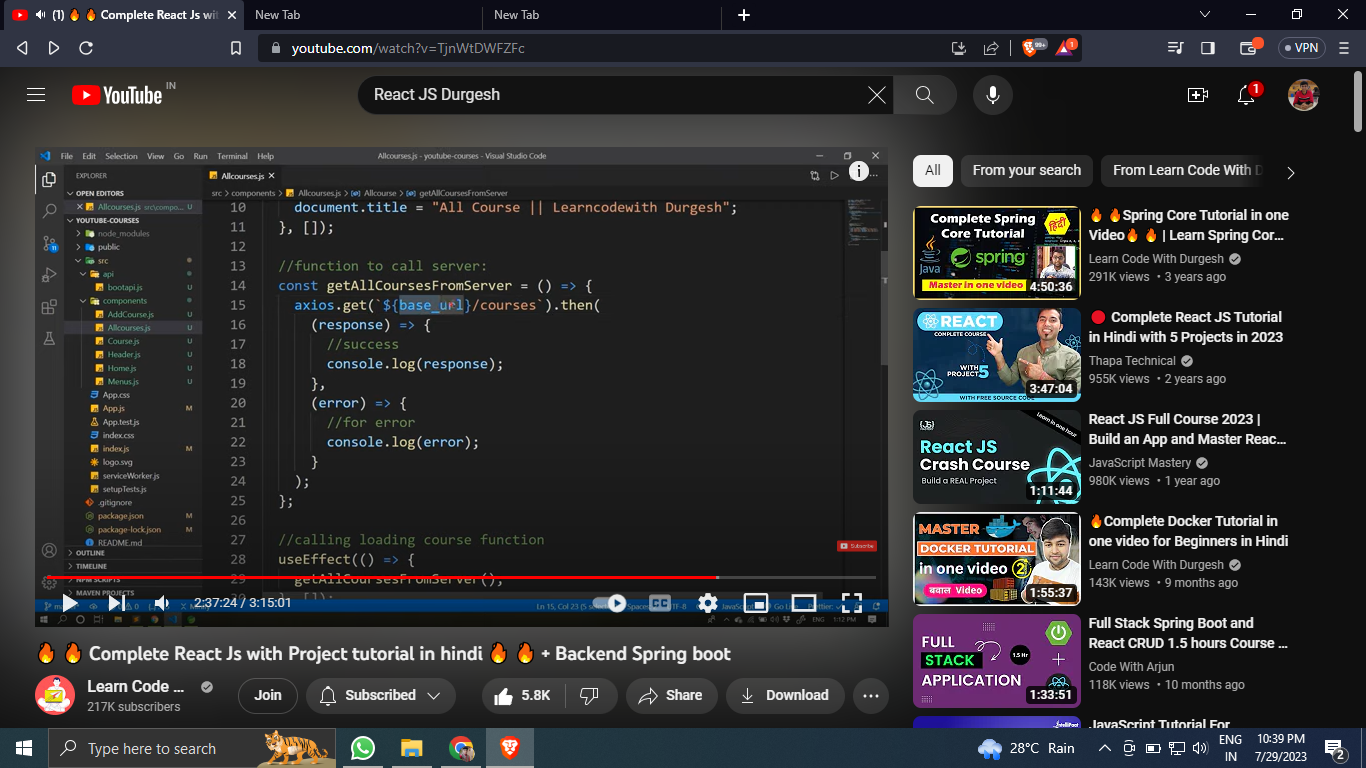 (1) 🔥 🔥 Complete React Js wit
New Tab
New Tab
youtube.com/watch?v=TjnWtDWFZFc
99+
1
VPN
YouTube IN
React JS Durgesh
1
File Edit Selection View Go Run Terminal Help
Allcourses.js - youtube-courses - Visual Studio Code
EXPLORER
OPEN EDITORS
Allcourses.js src\compo... U
YOUTUBE-COURSES
node_modules
public
src
api
bootapi.js U
components
AddCourse.js U
Allcourses.js U
Course.js U
Header.js U
Home.js U
Menus.js U
App.css
App.js M
App.test.js
index.css
index.js M
logo.svg
serviceWorker.js
setupTests.js
.gitignore
package.json M
package-lock.json M
README.md
OUTLINE
TIMELINE
NPM SCRIPTS
MAVEN PROJECTS
Allcourses.js
src > components > Allcourses.js > Allcourse > getAllCoursesFromServer
10 document.title = "All Course || Learncodewith Durgesh";
11 }, []);
12
13 //function to call server:
14 const getAllCoursesFromServer = () => {
15 axios.get(`${base_url}/courses`).then(
16 (response) => {
17 //success
18 console.log(response);
19 },
20 (error) => {
21 //for error
22 console.log(error);
23 }
24 );
25 };
26
27 //calling loading course function
28 useEffect(() => {
29 getAllCoursesFromServer();
Subscribe
2:37:24 / 3:15:01
CC
ENG 1:12 PM
🔥 🔥 Complete React Js with Project tutorial in hindi 🔥 🔥 + Backend Spring boot
Learn Code ...
217K subscribers
Join
Subscribed
5.8K
Share
Download
All
From your search
From Learn Code With D
Complete Spring
Core Tutorial
हिंदी
Java
spring
Master in one video
4:50:36
🔥 🔥Spring Core Tutorial in one
Video🔥 🔥 | Learn Spring Cor...
Learn Code With Durgesh
291K views • 3 years ago
REACT
COMPLETE COURSE
WITH
PROJECT 5
WITH FREE SOURCE CODE
3:47:04
🔴 Complete React JS Tutorial
in Hindi with 5 Projects in 2023
Thapa Technical
955K views • 2 years ago
Learn in one hour
React JS
Crash Course
Build a REAL Project
1:11:44
React JS Full Course 2023 |
Build an App and Master Reac...
JavaScript Mastery
980K views • 1 year ago
MASTER
DOCKER TUTORIAL
in one video 2
बवाल Video
1:55:37
🔥Complete Docker Tutorial in
one video for Beginners in Hindi
Learn Code With Durgesh
143K views • 9 months ago
FULL
STACK
APPLICATION
1.5 Hr
1:33:51
Full Stack Spring Boot and
React CRUD 1.5 hours Course ...
Code With Arjun
118K views • 10 months ago
JavaScript Tutorial For
Type here to search
28°C Rain
ENG
IN
10:39 PM
7/29/2023
2